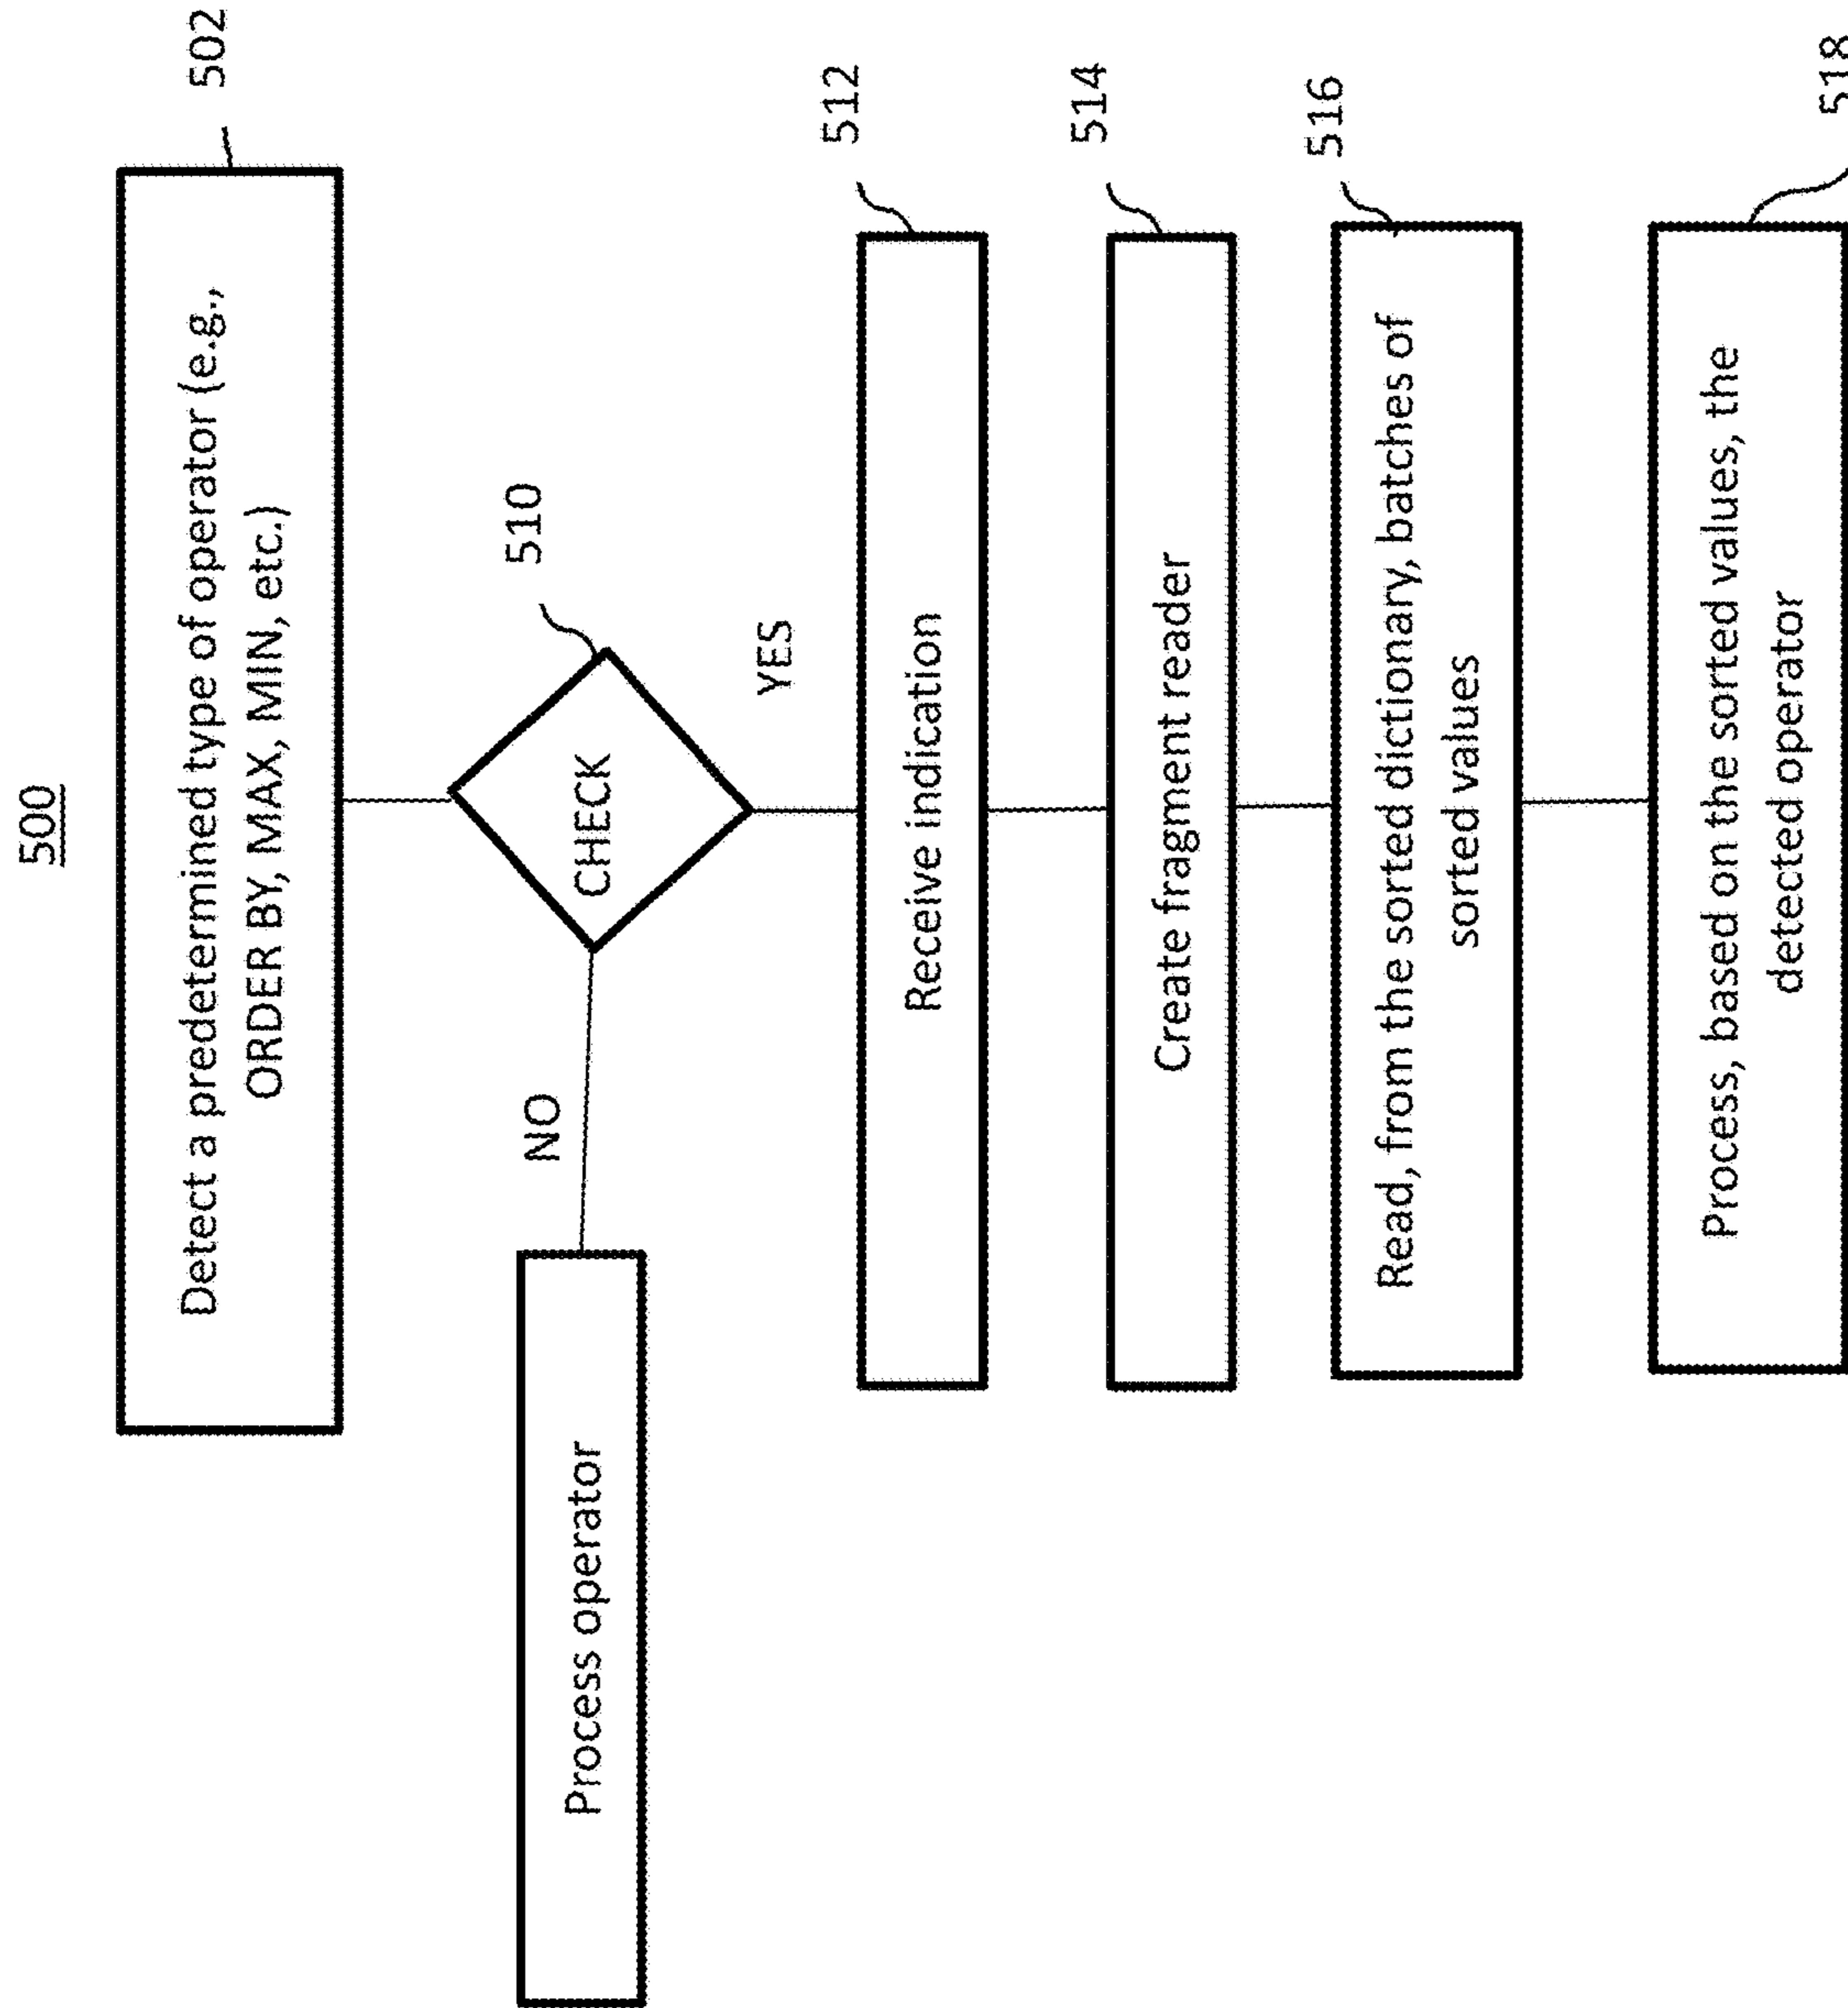 500
Detect a predetermined type of operator (e.g.,
ORDER BY, MAX, MIN, etc.)
502
510
CHECK
NO
Process operator
YES
Receive indication
512
Create fragment reader
514
Read, from the sorted dictionary, batches of
sorted values
516
Process, based on the sorted values, the
detected operator
518